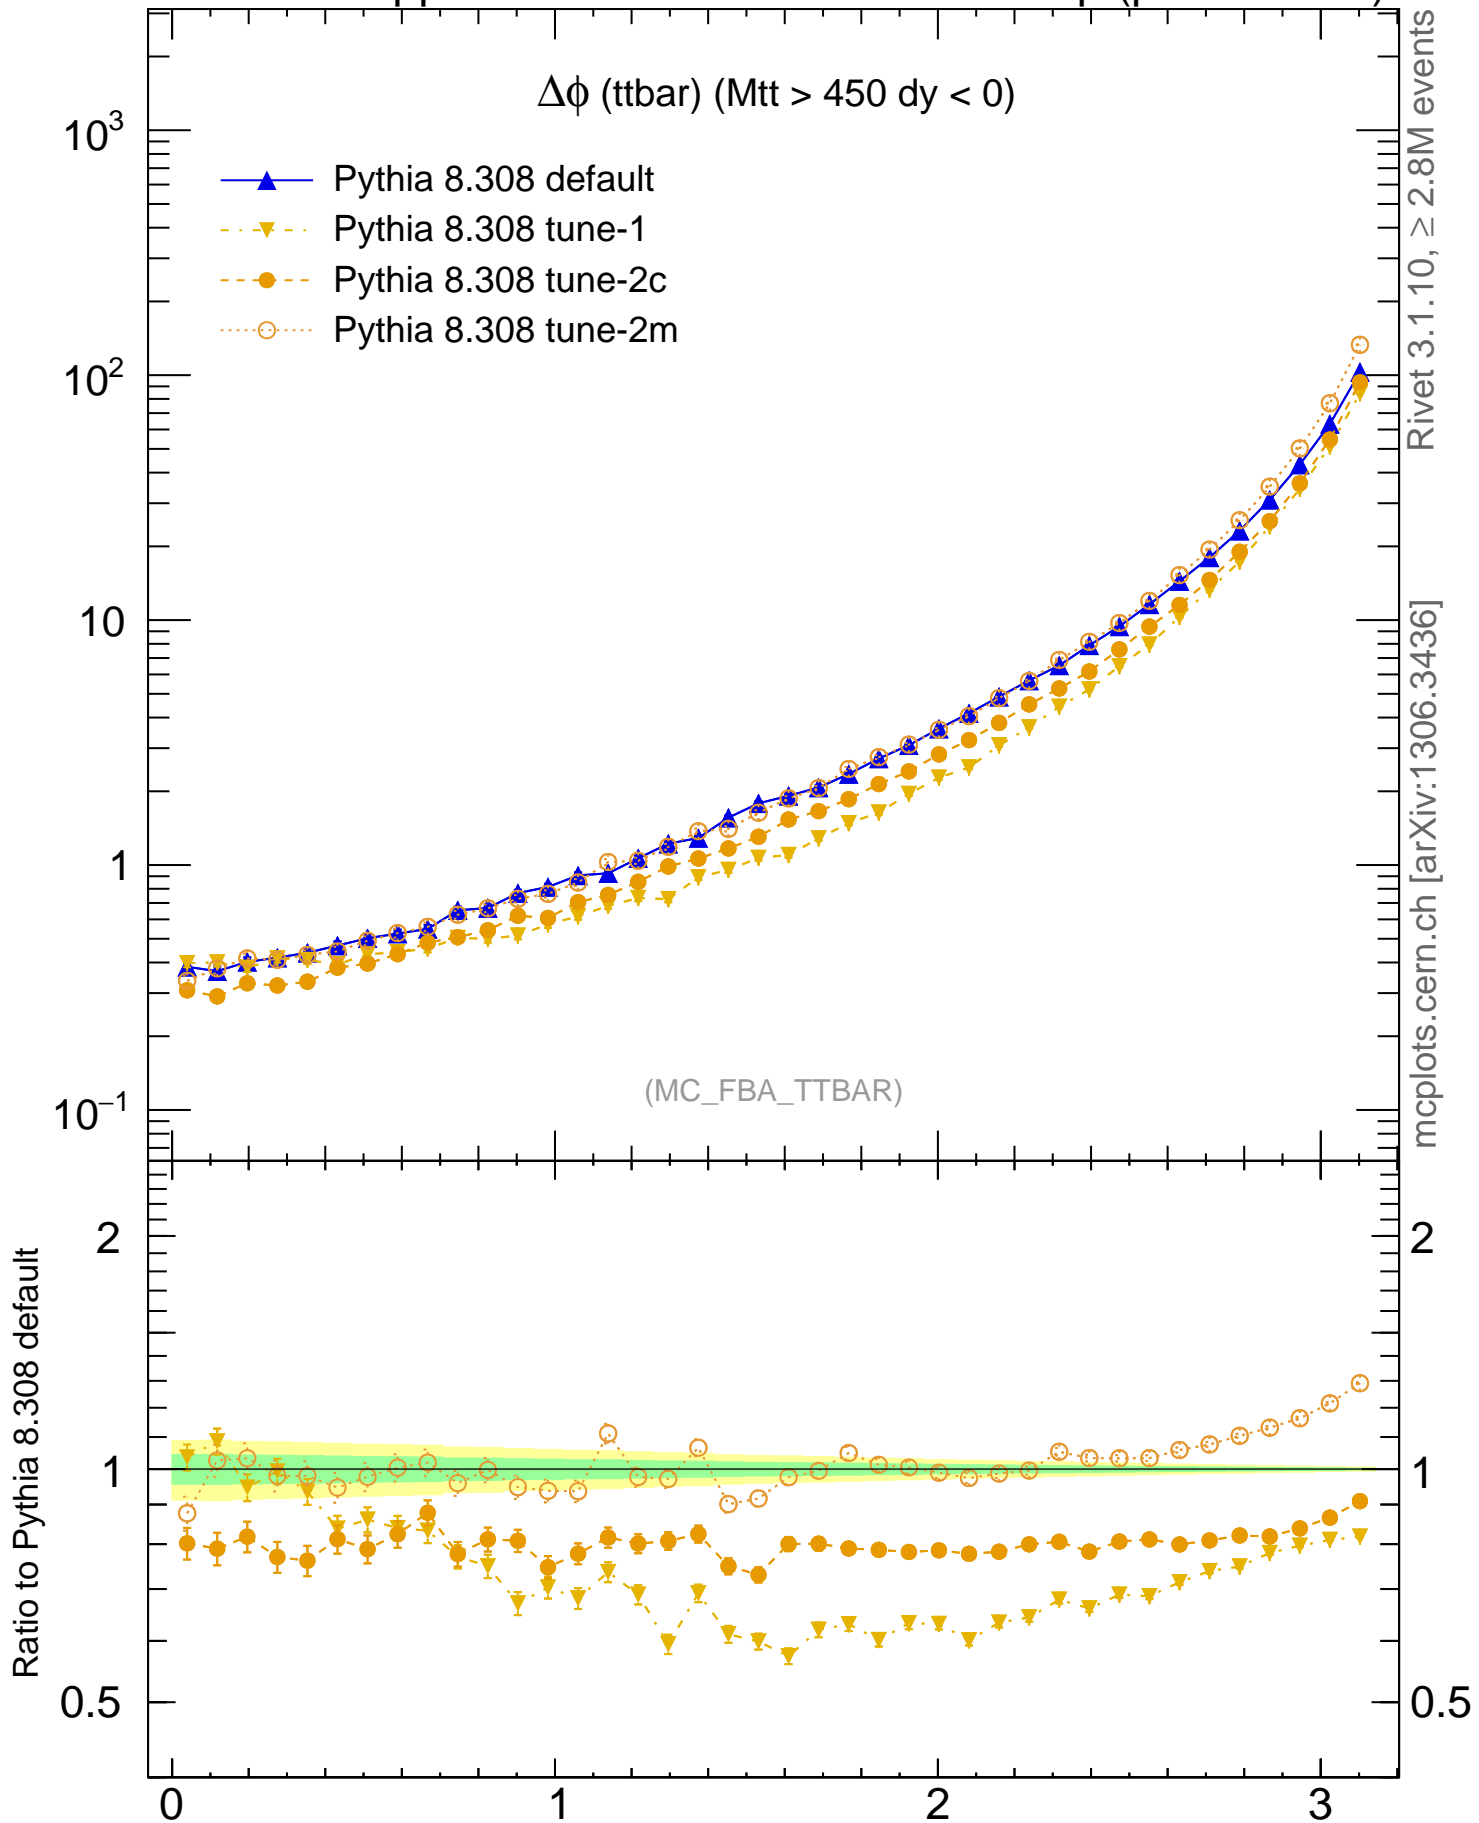 Δϕ (ttbar) (Mtt > 450 dy < 0)
Pythia 8.308 default
Pythia 8.308 tune-1
Pythia 8.308 tune-2c
Pythia 8.308 tune-2m
10³
10²
10
1
10⁻¹
(MC_FBA_TTBAR)
Rivet 3.1.10, ≥ 2.8M events
mcplots.cern.ch [arXiv:1306.3436]
Ratio to Pythia 8.308 default
2
1
0.5
2
1
0.5
0
1
2
3